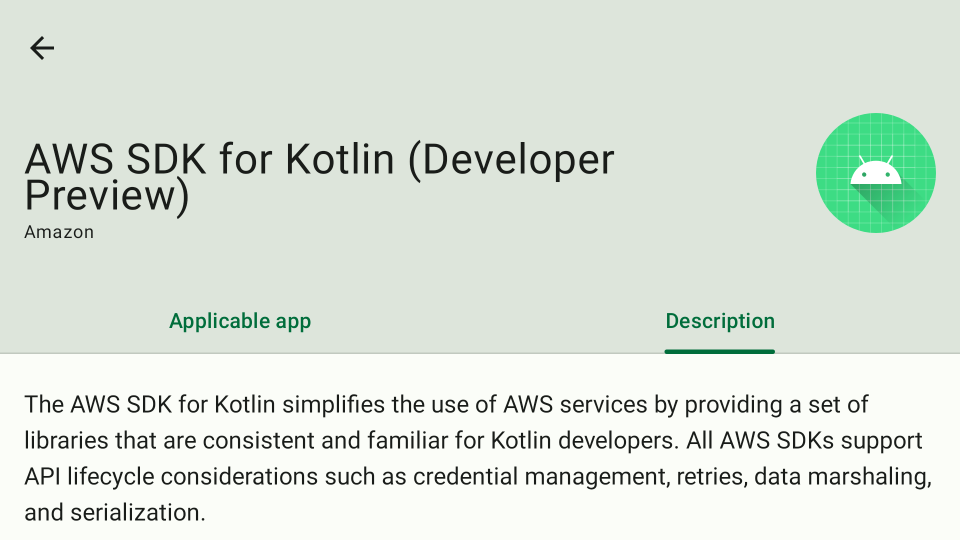 AWS SDK for Kotlin (Developer
Preview)
Amazon
Applicable app
Description
The AWS SDK for Kotlin simplifies the use of AWS services by providing a set of
libraries that are consistent and familiar for Kotlin developers. All AWS SDKs support
API lifecycle considerations such as credential management, retries, data marshaling,
and serialization.